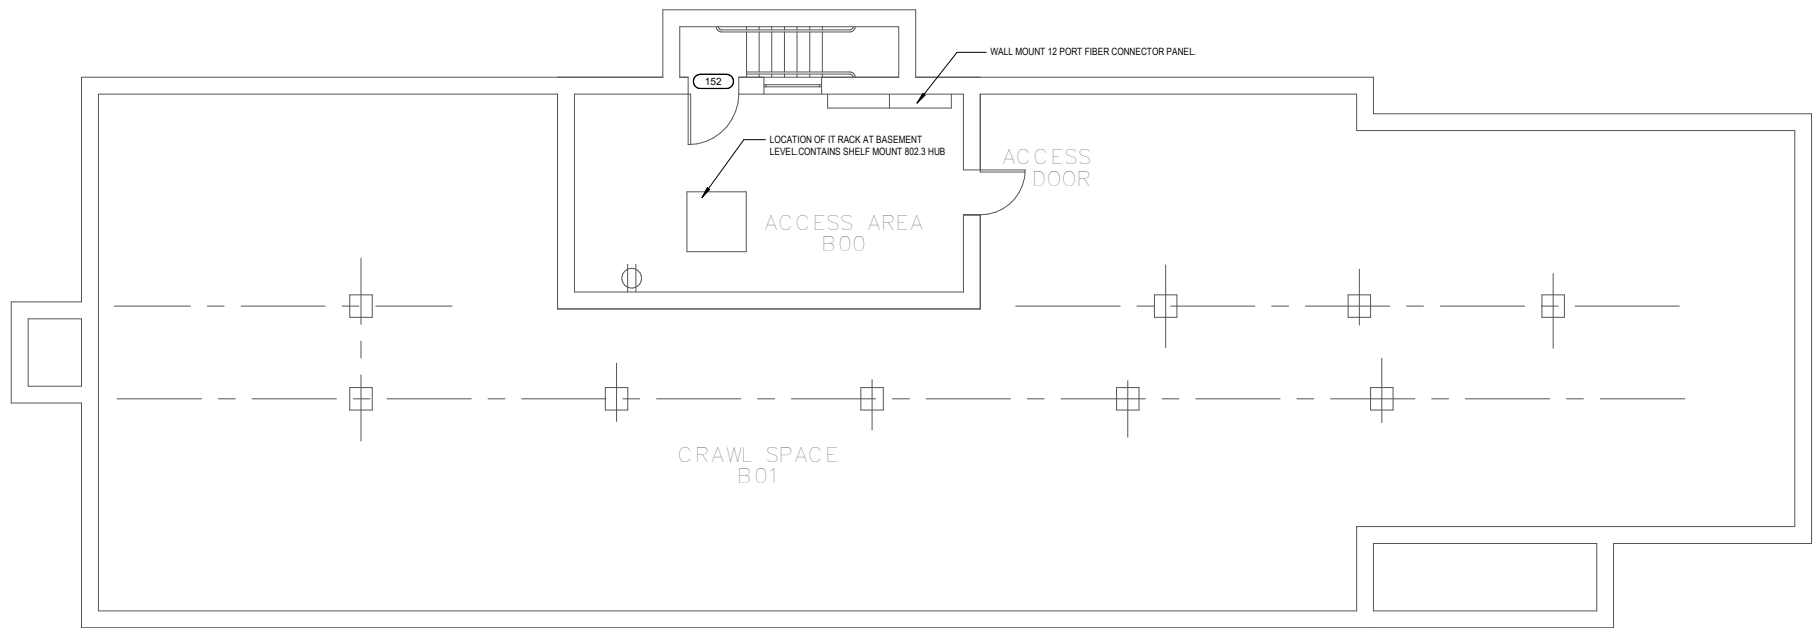 WALL MOUNT 12 PORT FIBER CONNECTOR PANEL.
152
LOCATION OF IT RACK AT BASEMENT
LEVEL.CONTAINS SHELF MOUNT 802.3 HUB
ACCESS
DOOR
ACCESS AREA
B00
CRAWL SPACE
B01